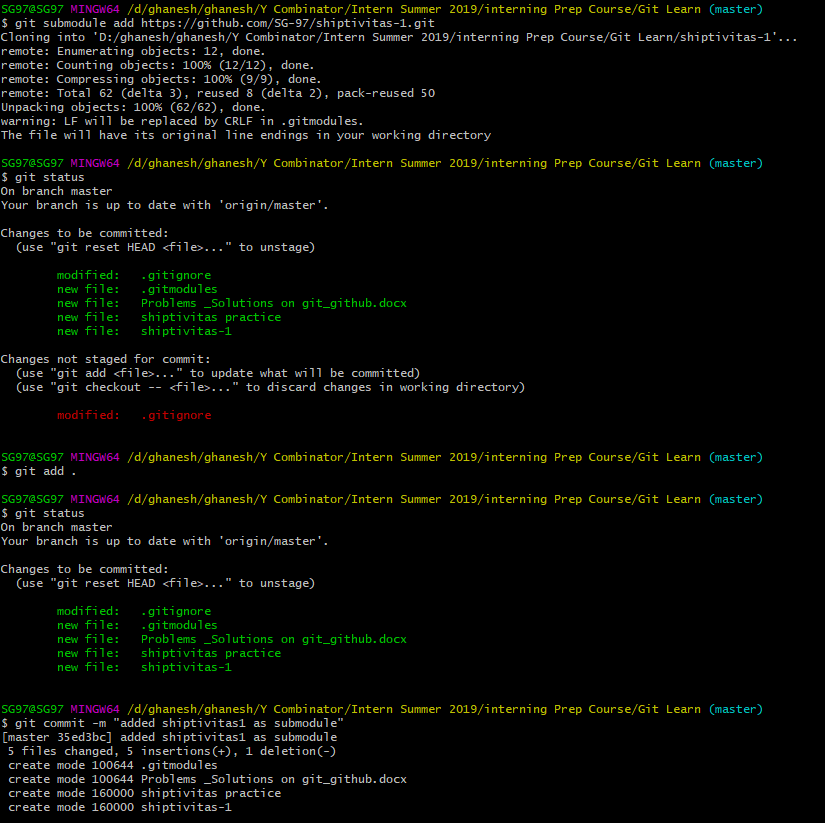 SG97@SG97 MINGW64 /d/ghanesh/ghanesh/Y Combinator/Intern Summer 2019/interning Prep Course/Git Learn (master)
$ git submodule add https://github.com/SG-97/shiptivitas-1.git
Cloning into 'D:/ghanesh/ghanesh/Y Combinator/Intern Summer 2019/interning Prep Course/Git Learn/shiptivitas-1'...
remote: Enumerating objects: 12, done.
remote: Counting objects: 100% (12/12), done.
remote: Compressing objects: 100% (9/9), done.
remote: Total 62 (delta 3), reused 8 (delta 2), pack-reused 50
Unpacking objects: 100% (62/62), done.
warning: LF will be replaced by CRLF in .gitmodules.
The file will have its original line endings in your working directory
SG97@SG97 MINGW64 /d/ghanesh/ghanesh/Y Combinator/Intern Summer 2019/interning Prep Course/Git Learn (master)
$ git status
On branch master
Your branch is up to date with 'origin/master'.
Changes to be committed:
(use "git reset HEAD <file>..." to unstage)
modified: .gitignore
new file: .gitmodules
new file: Problems _Solutions on git_github.docx
new file: shiptivitas practice
new file: shiptivitas-1
Changes not staged for commit:
(use "git add <file>..." to update what will be committed)
(use "git checkout -- <file>..." to discard changes in working directory)
modified: .gitignore
SG97@SG97 MINGW64 /d/ghanesh/ghanesh/Y Combinator/Intern Summer 2019/interning Prep Course/Git Learn (master)
$ git add .
SG97@SG97 MINGW64 /d/ghanesh/ghanesh/Y Combinator/Intern Summer 2019/interning Prep Course/Git Learn (master)
$ git status
On branch master
Your branch is up to date with 'origin/master'.
Changes to be committed:
(use "git reset HEAD <file>..." to unstage)
modified: .gitignore
new file: .gitmodules
new file: Problems _Solutions on git_github.docx
new file: shiptivitas practice
new file: shiptivitas-1
SG97@SG97 MINGW64 /d/ghanesh/ghanesh/Y Combinator/Intern Summer 2019/interning Prep Course/Git Learn (master)
$ git commit -m "added shiptivitas1 as submodule"
[master 35ed3bc] added shiptivitas1 as submodule
5 files changed, 5 insertions(+), 1 deletion(-)
create mode 100644 .gitmodules
create mode 100644 Problems _Solutions on git_github.docx
create mode 160000 shiptivitas practice
create mode 160000 shiptivitas-1